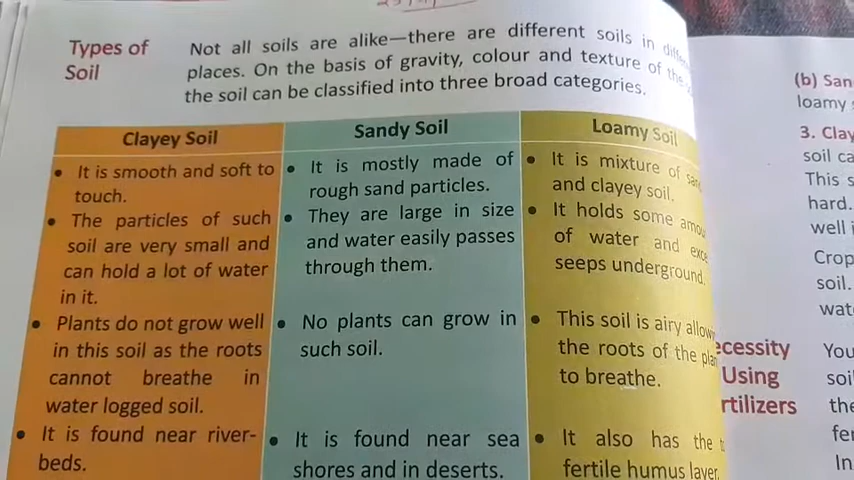 Types of
Soil
Not all soils are alike—there are different soils in
places. On the basis of gravity, colour and texture of the
the soil can be classified into three broad categories.
Clayey Soil
• It is smooth and soft to
touch.
• The particles of such
soil are very small and
can hold a lot of water
in it.
• Plants do not grow well
in this soil as the roots
cannot breathe in
water logged soil.
• It is found near river-
beds.
Sandy Soil
• It is mostly made of
rough sand particles.
• They are large in size
and water easily passes
through them.
• No plants can grow in
such soil.
• It is found near sea
shores and in deserts.
Loamy Soil
• It is mixture of
and clayey soil.
• It holds some
of water and
seeps underground.
• This soil is airy
the roots of the
to breathe.
• It also has the
fertile humus layer.
(b)
loamy
3.
soil
This
hard.
well
Crop
soil.
You
Using
the
In